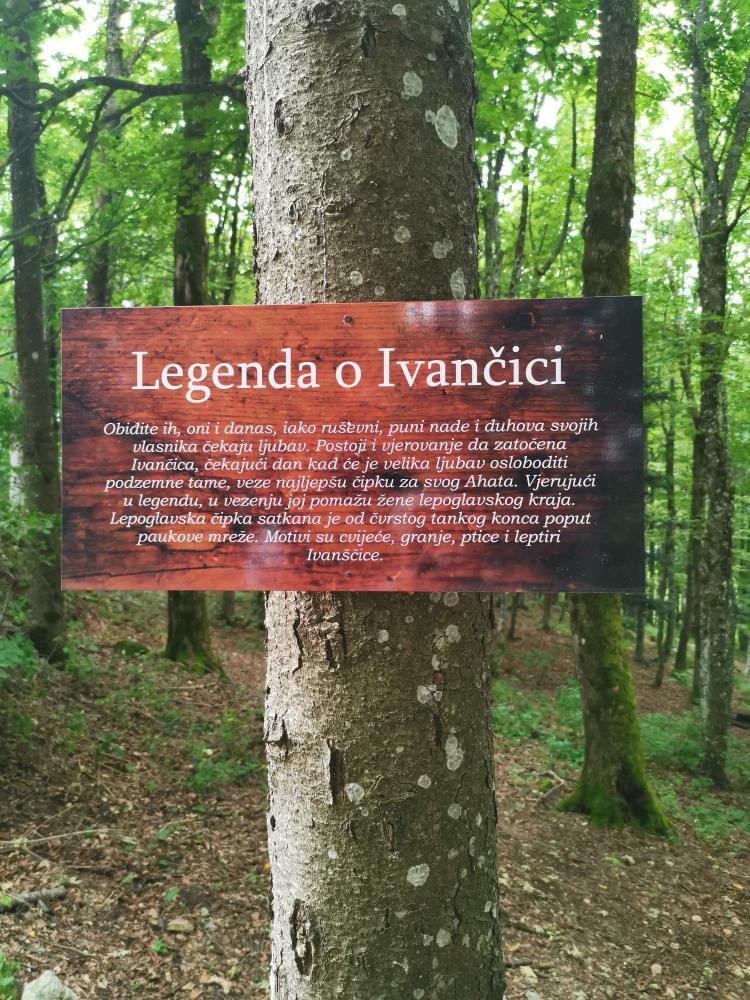 Legenda o Ivančici
Obiđite ih, oni i danas, iako ruševni, puni nade i duhova svojih
vlasnika čekaju ljubav. Postoji i vjerovanje da zatočena
Ivančica, čekajući dan kad će je velika ljubav osloboditi
podzemne tame, veze najljepšu čipku za svog Ahata. Vjerujući
u legendu, u vezenju joj pomažu žene lepoglavskog kraja.
Lepoglavska čipka satkana je od čvrstog tankog konca poput
paukove mreže. Motivi su cvijeće, granje, ptice i leptiri
Ivanščice.